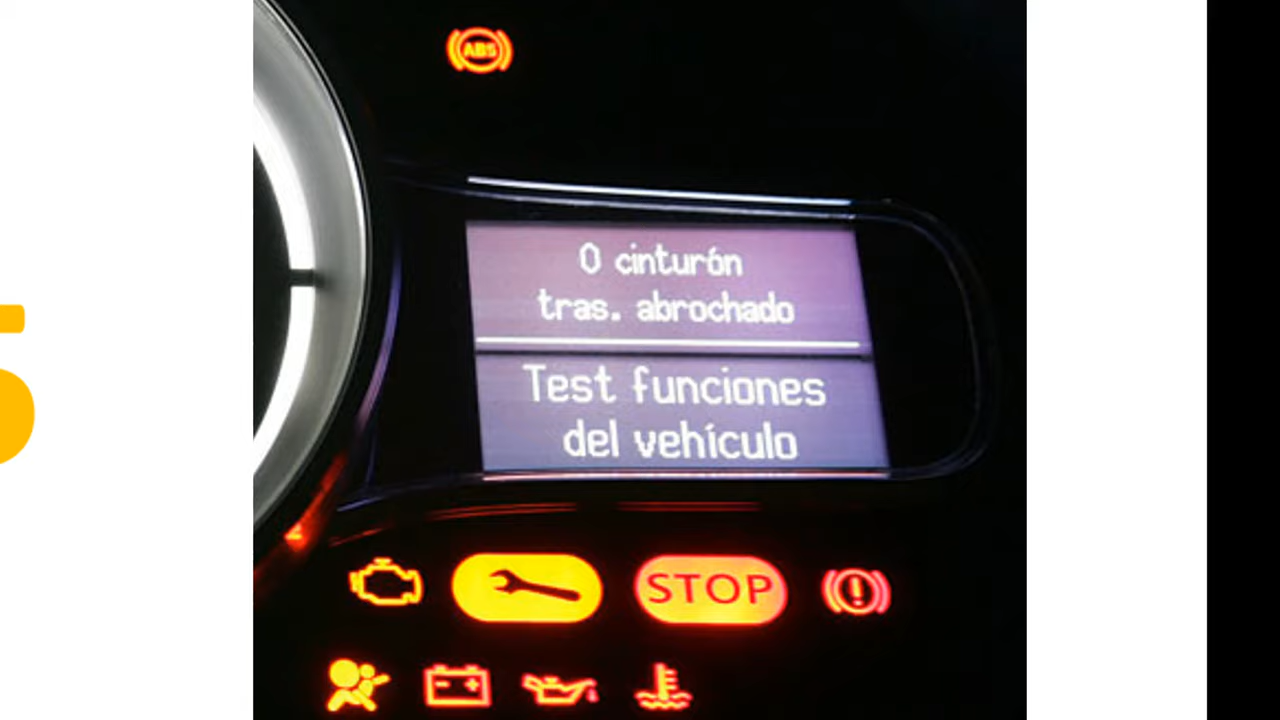 ABS
0 cinturón
tras. abrochado
Test funciones
del vehículo
STOP